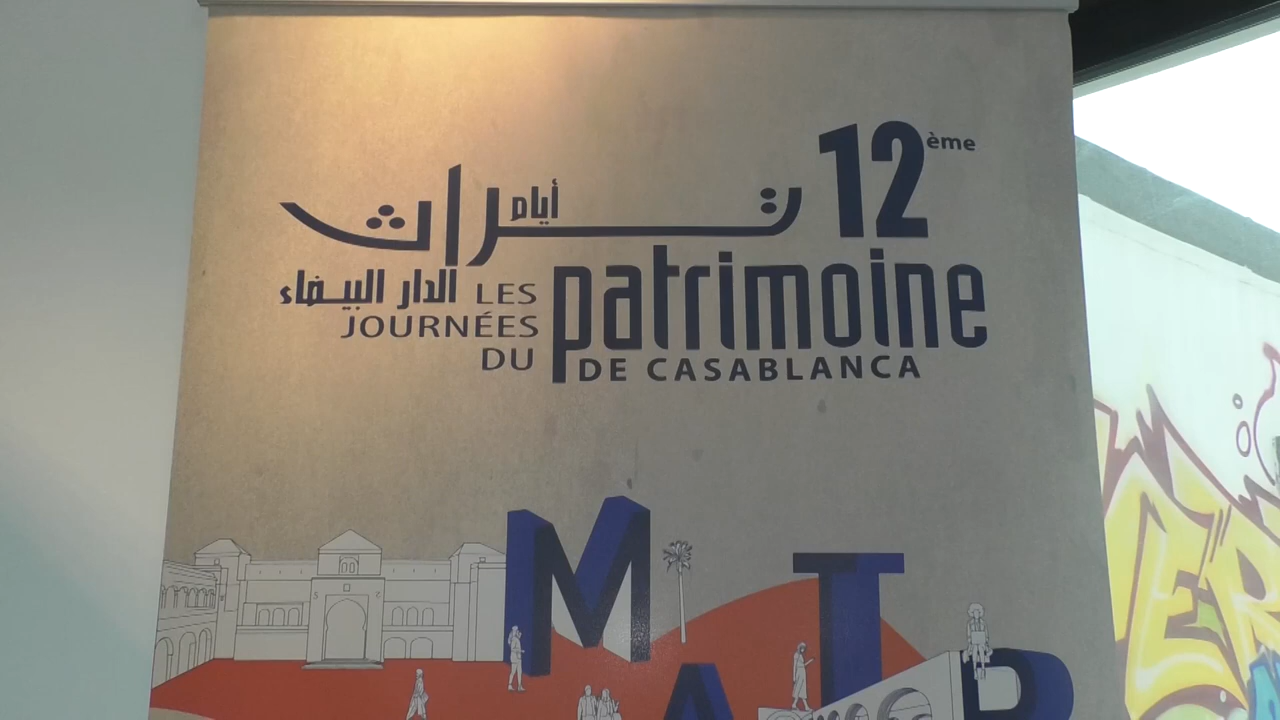 12ème
أيام
تراث
الدار البيضاء
LES
JOURNÉES
DU
patrimoine
DE CASABLANCA
M
T
A